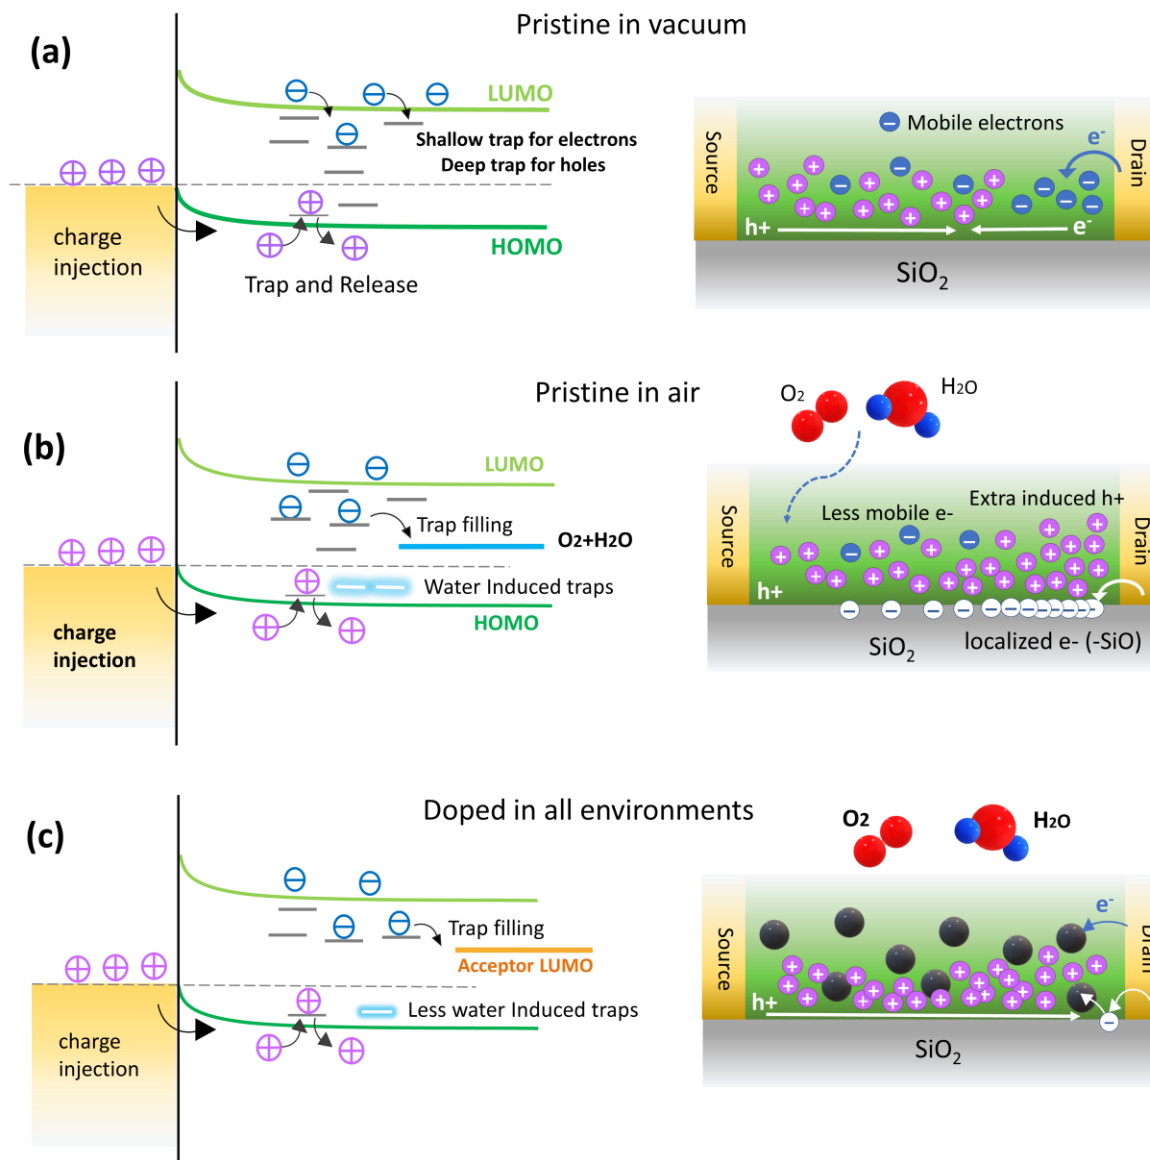 Pristine in vacuum
(a)
LUMO
Shallow trap for electrons
Deep trap for holes
charge
injection
HOMO
Trap and Release
Source
Mobile electrons
e-
Drain
h+
e-
SiO2
Pristine in air
(b)
O2
H2O
LUMO
Trap filling
O2+H2O
Water Induced traps
HOMO
charge
injection
Source
Less mobile e-
Extra induced h+
Drain
h+
SiO2
localized e- (-SiO)
Doped in all environments
(c)
O2
H2O
Trap filling
Acceptor LUMO
Less water Induced traps
charge
injection
Source
e-
Drain
h+
SiO2